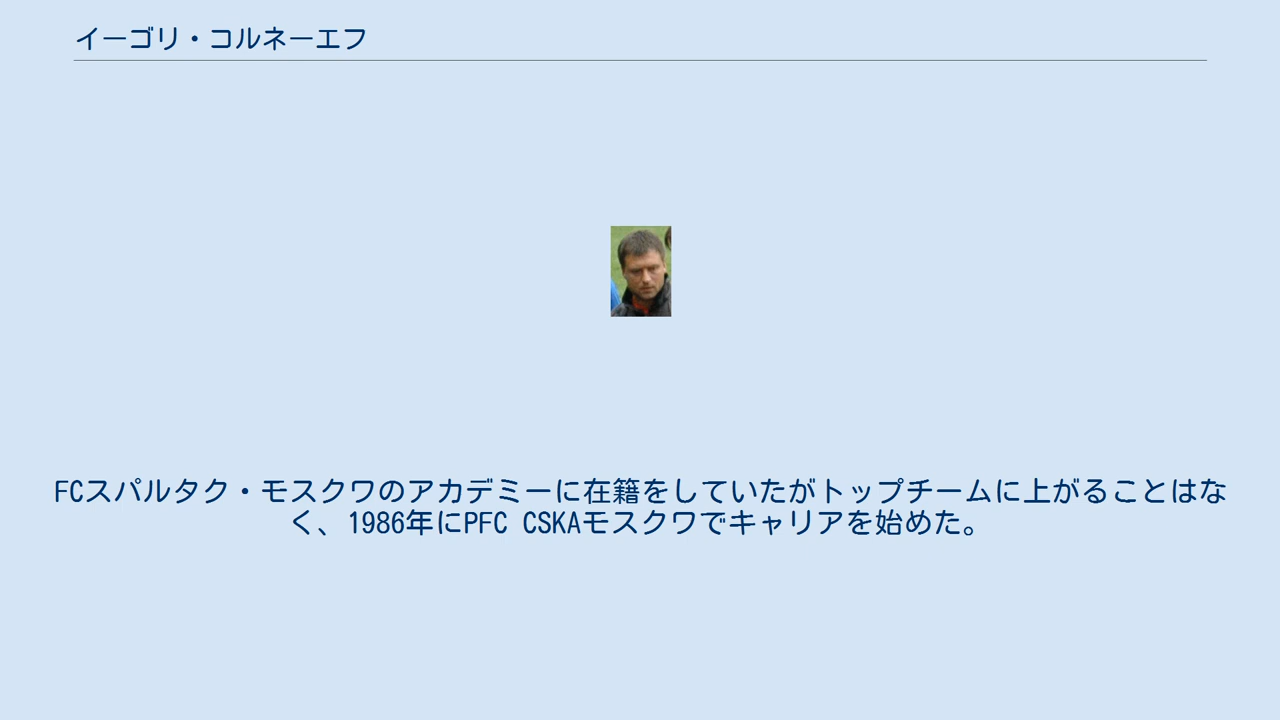 イーゴリ・コルネーエフ
FCスパルタク・モスクワのアカデミーに在籍をしていたがトップチームに上がることはな
く、1986年にPFC CSKAモスクワでキャリアを始めた。